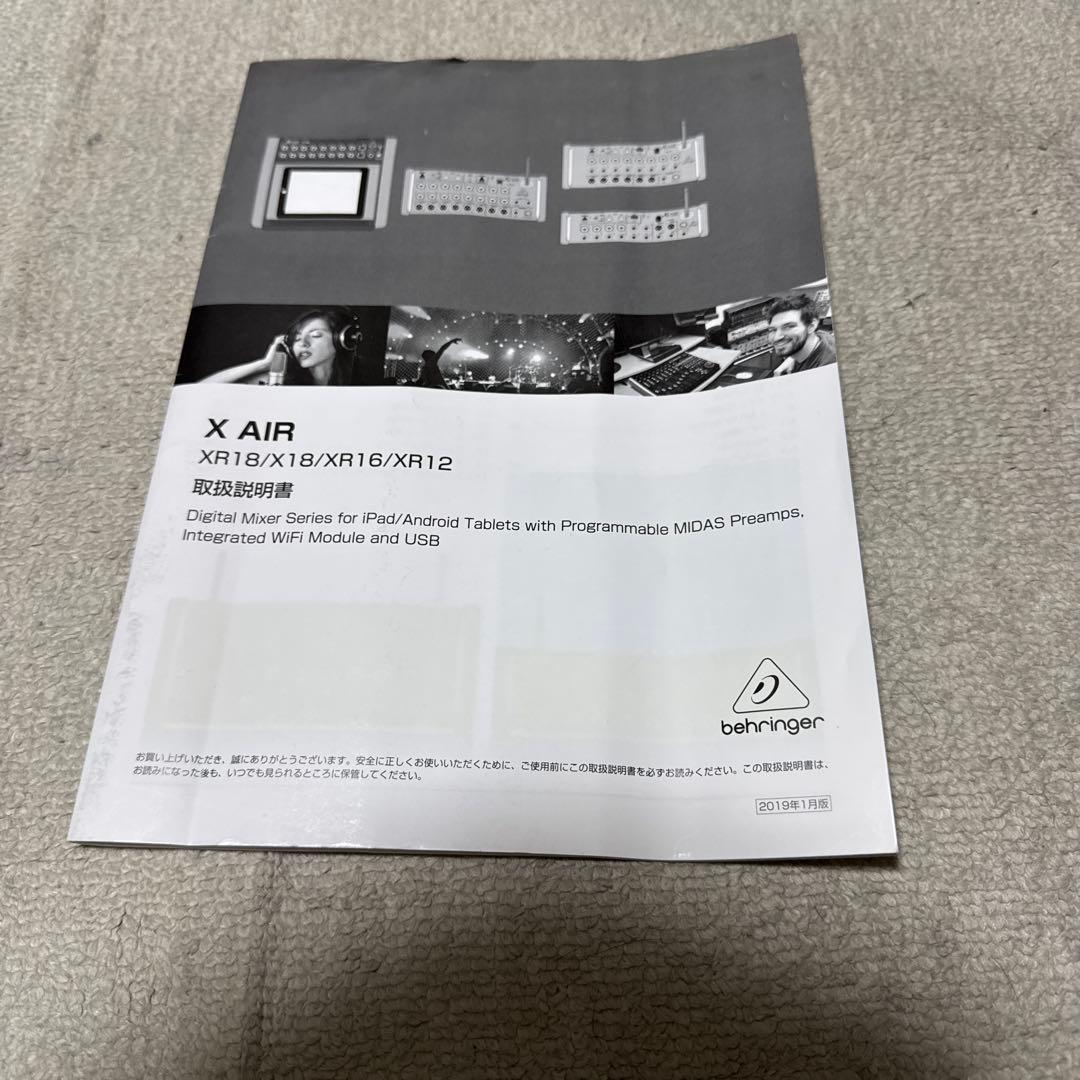 X AIR
XR18/X18/XR16/XR12
取扱説明書
Digital Mixer Series for iPad/Android Tablets with Programmable MIDAS Preamps,
Integrated WiFi Module and USB
behringer
お買い上げいただき、誠にありがとうございます。安全に正しくお使いいただくために、ご使用前にこの取扱説明書を必ずお読みください。この取扱説明書は、
お読みになった後も、いつでも見られるところに保管してください。
2019年1月版